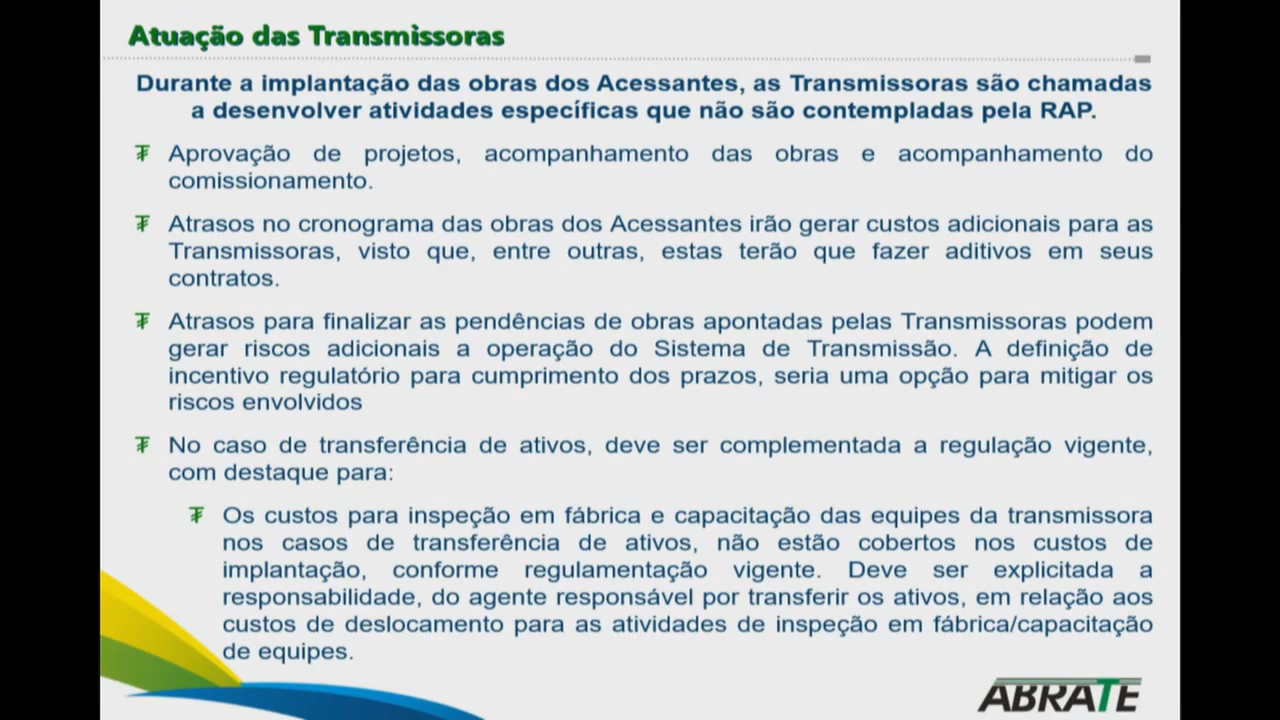 Atuação das Transmissoras
Durante a implantação das obras dos Acessantes, as Transmissoras são chamadas
a desenvolver atividades específicas que não são contempladas pela RAP.
Aprovação de projetos, acompanhamento das obras e acompanhamento do
comissionamento.
Atrasos no cronograma das obras dos Acessantes irão gerar custos adicionais para as
Transmissoras, visto que, entre outras, estas terão que fazer aditivos em seus
contratos.
Atrasos para finalizar as pendências de obras apontadas pelas Transmissoras podem
gerar riscos adicionais a operação do Sistema de Transmissão. A definição de
incentivo regulatório para cumprimento dos prazos, seria uma opção para mitigar os
riscos envolvidos
No caso de transferência de ativos, deve ser complementada a regulação vigente,
com destaque para:
Os custos para inspeção em fábrica e capacitação das equipes da transmissora
nos casos de transferência de ativos, não estão cobertos nos custos de
implantação, conforme regulamentação vigente. Deve ser explicitada a
responsabilidade, do agente responsável por transferir os ativos, em relação aos
custos de deslocamento para as atividades de inspeção em fábrica/capacitação
de equipes.
ABRATE